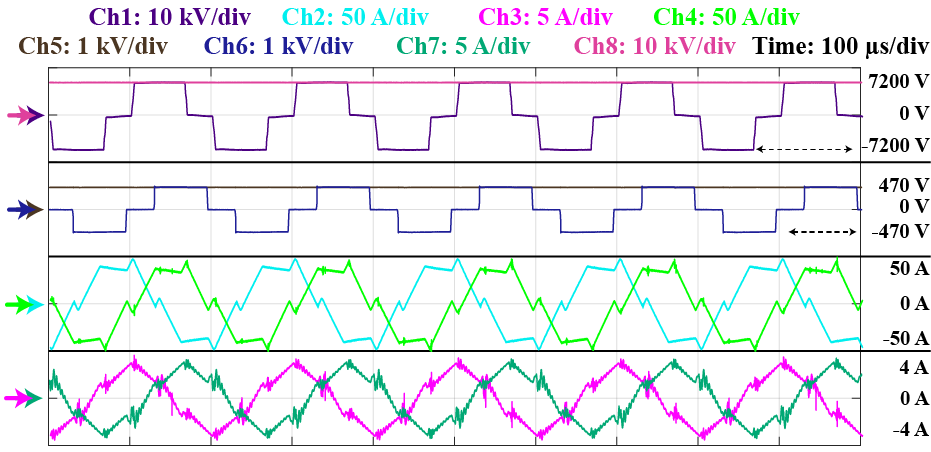 Ch1: 10 kV/div Ch2: 50 A/div Ch3: 5 A/div Ch4: 50 A/div
Ch5: 1 kV/div Ch6: 1 kV/div Ch7: 5 A/div Ch8: 10 kV/div Time: 100 μs/div
7200 V
0 V
-7200 V
470 V
0 V
-470 V
50 A
0 A
-50 A
4 A
0 A
-4 A